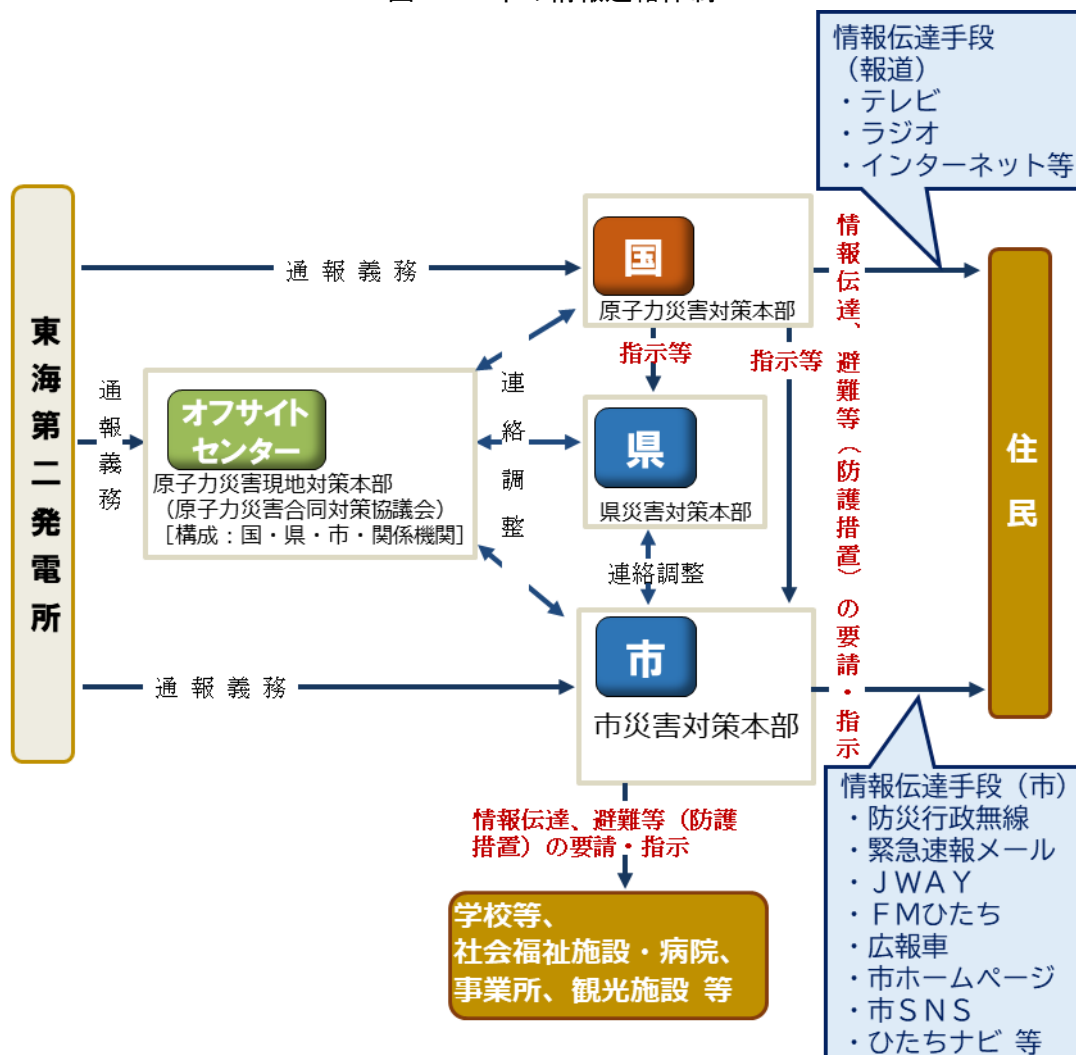 情報伝達手段
（報道）
・テレビ
・ラジオ
・インターネット等
東海第二発電所
通報義務
国
原子力災害対策本部
情報伝達、避難等（防護措置）の要請・指示
住民
指示等
指示等
通報義務
オフサイト
センター
原子力災害現地対策本部
（原子力災害合同対策協議会）
［構成：国・県・市・関係機関］
連絡調整
県
県災害対策本部
連絡調整
通報義務
市
市災害対策本部
情報伝達、避難等（防護
措置）の要請・指示
学校等、
社会福祉施設・病院、
事業所、観光施設 等
情報伝達手段（市）
・防災行政無線
・緊急速報メール
・ＪＷＡＹ
・ＦＭひたち
・広報車
・市ホームページ
・市ＳＮＳ
・ひたちナビ 等